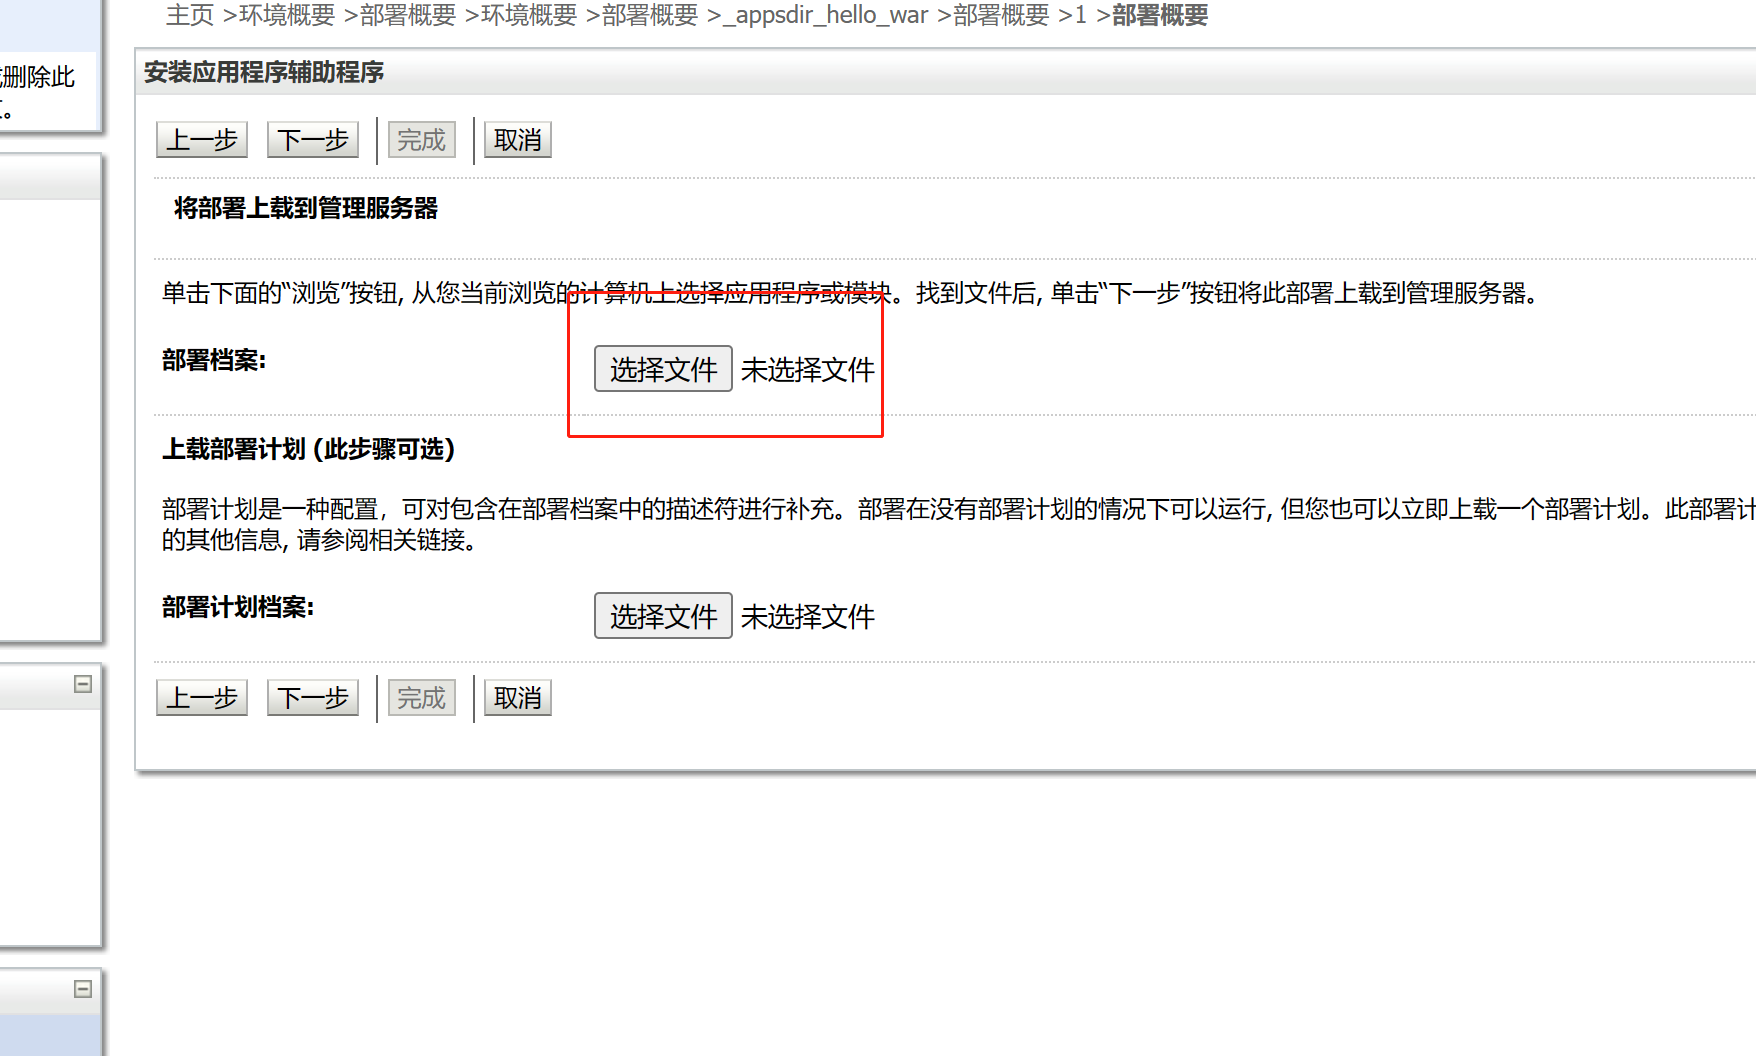 主页 >环境概要 >部署概要 >环境概要 >部署概要 >_appsdir_hello_war >部署概要 >1 >部署概要
删除此
。
安装应用程序辅助程序
上一步 下一步 完成 取消
将部署上载到管理服务器
单击下面的“浏览”按钮, 从您当前浏览的计算机上选择应用程序或模块。找到文件后, 单击“下一步”按钮将此部署上载到管理服务器。
部署档案: 选择文件 未选择文件
上载部署计划 (此步骤可选)
部署计划是一种配置，可对包含在部署档案中的描述符进行补充。部署在没有部署计划的情况下可以运行, 但您也可以立即上载一个部署计划。此部署计
的其他信息, 请参阅相关链接。
部署计划档案: 选择文件 未选择文件
上一步 下一步 完成 取消